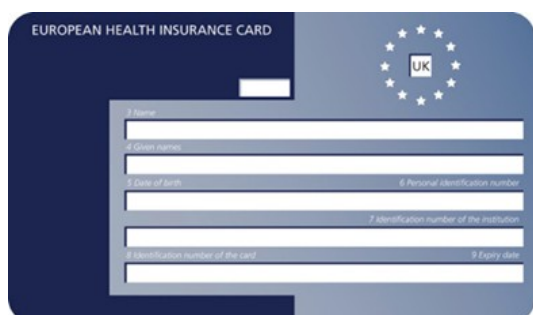 EUROPEAN HEALTH INSURANCE CARD
UK
3 Name
4 Given names
5 Date of birth 6 Personal identification number
7 Identification number of the institution
8 Identification number of the card 9 Expiry date